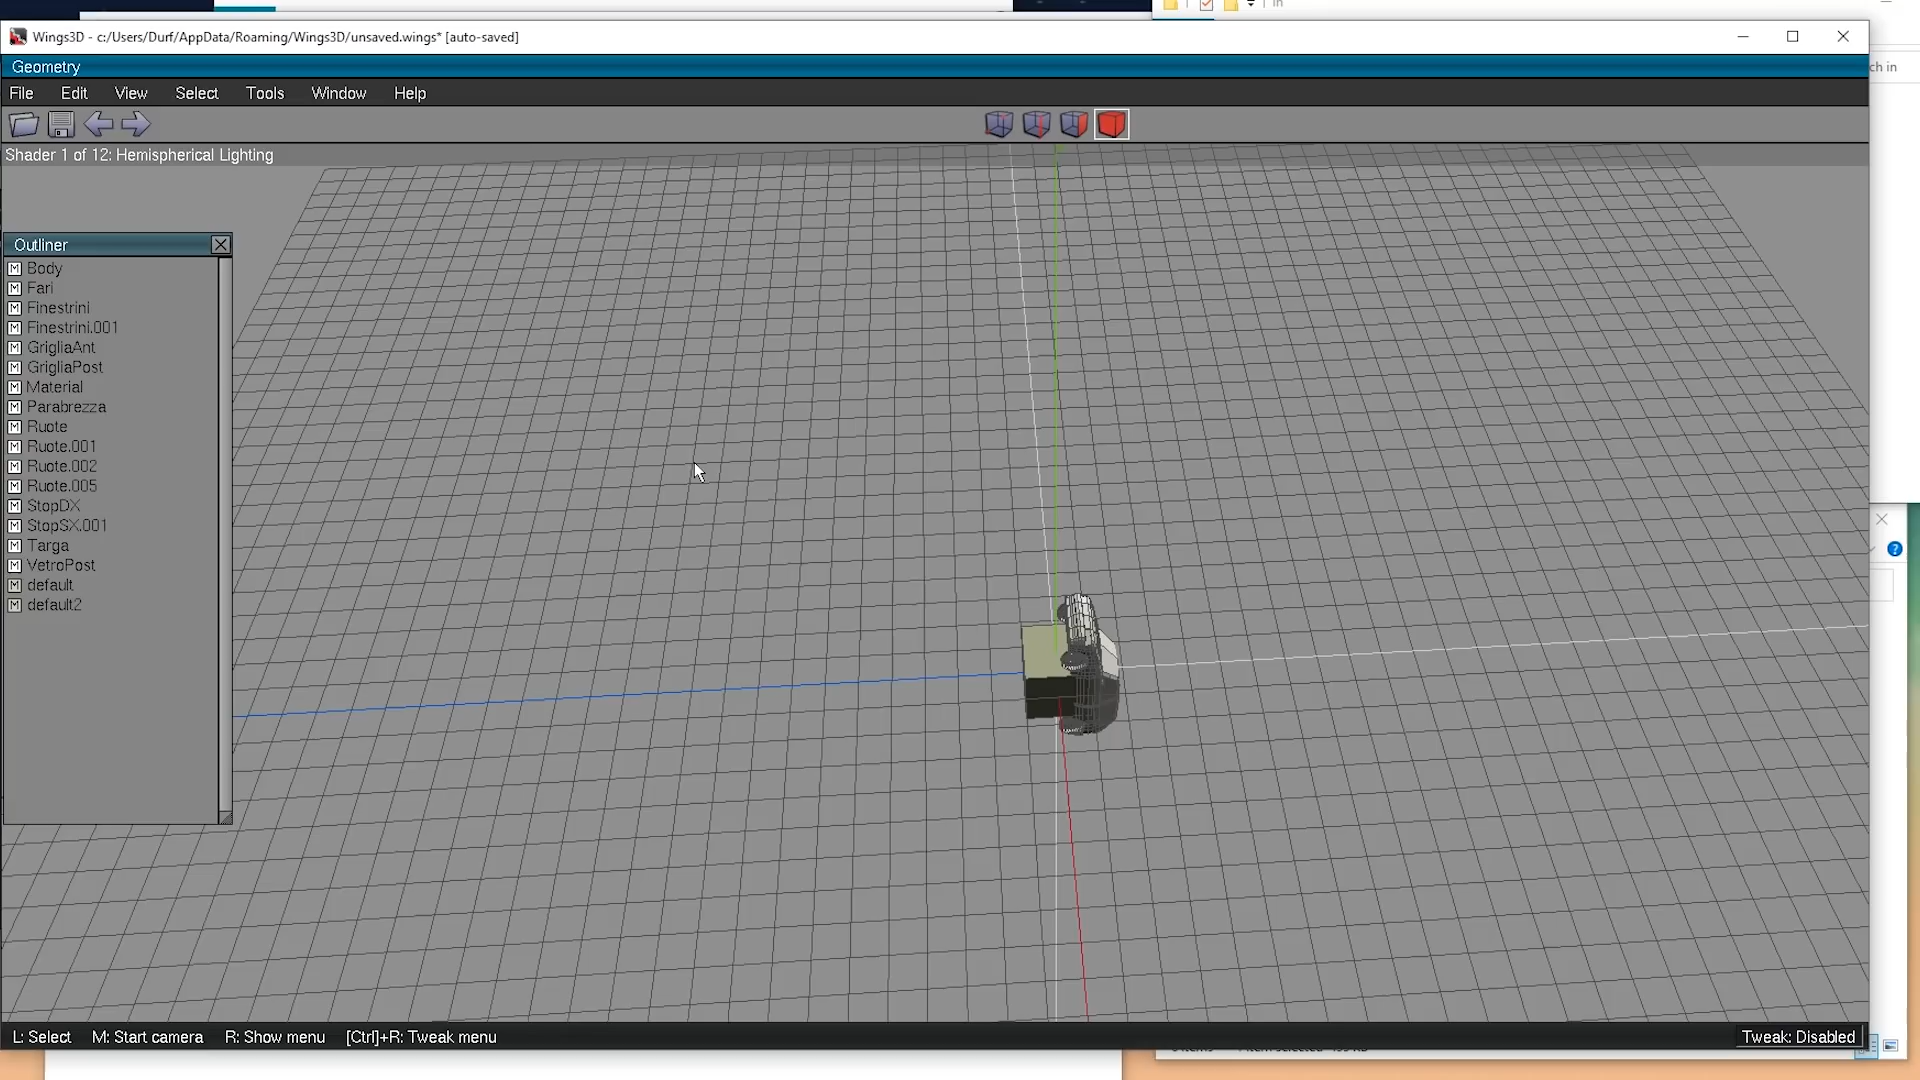 in
Wings3D - c:/Users/Durf/AppData/Roaming/Wings3D/unsaved.wings* [auto-saved]
Geometry
ch in
File Edit View Select Tools Window Help
Shader 1 of 12: Hemispherical Lighting
Outliner
M Body
M Fari
M Finestrini
M Finestrini.001
M GrigliaAnt
M GrigliaPost
M Material
M Parabrezza
M Ruote
M Ruote.001
M Ruote.002
M Ruote.005
M StopDX
M StopSX.001
M Targa
M VetroPost
M default
M default2
?
L: Select M: Start camera R: Show menu [Ctrl]+R: Tweak menu Tweak: Disabled